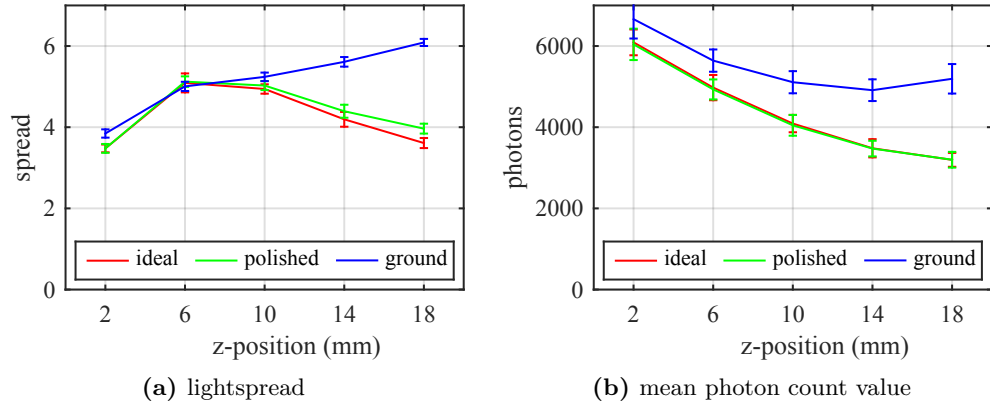 6
4
2
0
spread
ideal polished ground
2 6 10 14 18
z-position (mm)
(a) lightspread
6000
4000
2000
0
photons
ideal polished ground
2 6 10 14 18
z-position (mm)
(b) mean photon count value